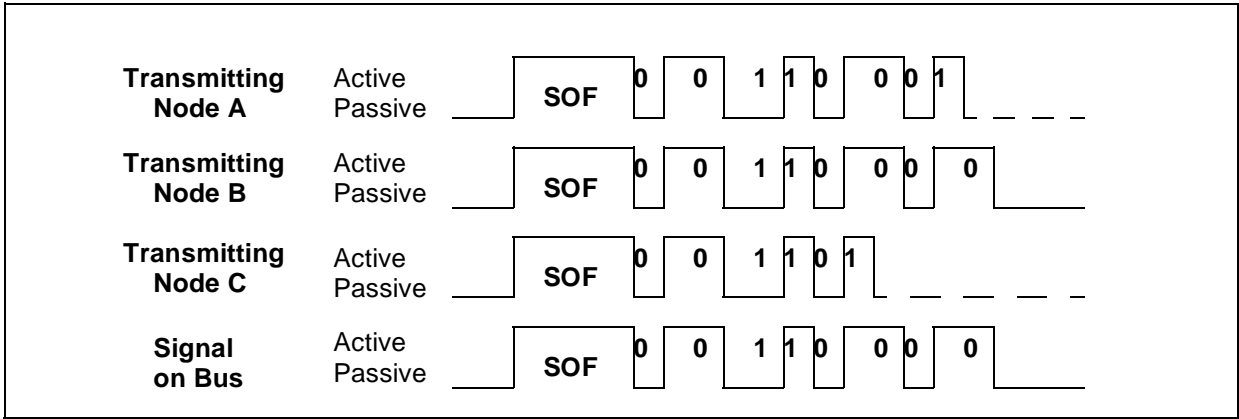 Transmitting Node A Active Passive SOF 0 0 1 1 0 0 0 1
Transmitting Node B Active Passive SOF 0 0 1 1 0 0 0 0
Transmitting Node C Active Passive SOF 0 0 1 1 0 1
Signal on Bus Active Passive SOF 0 0 1 1 0 0 0 0